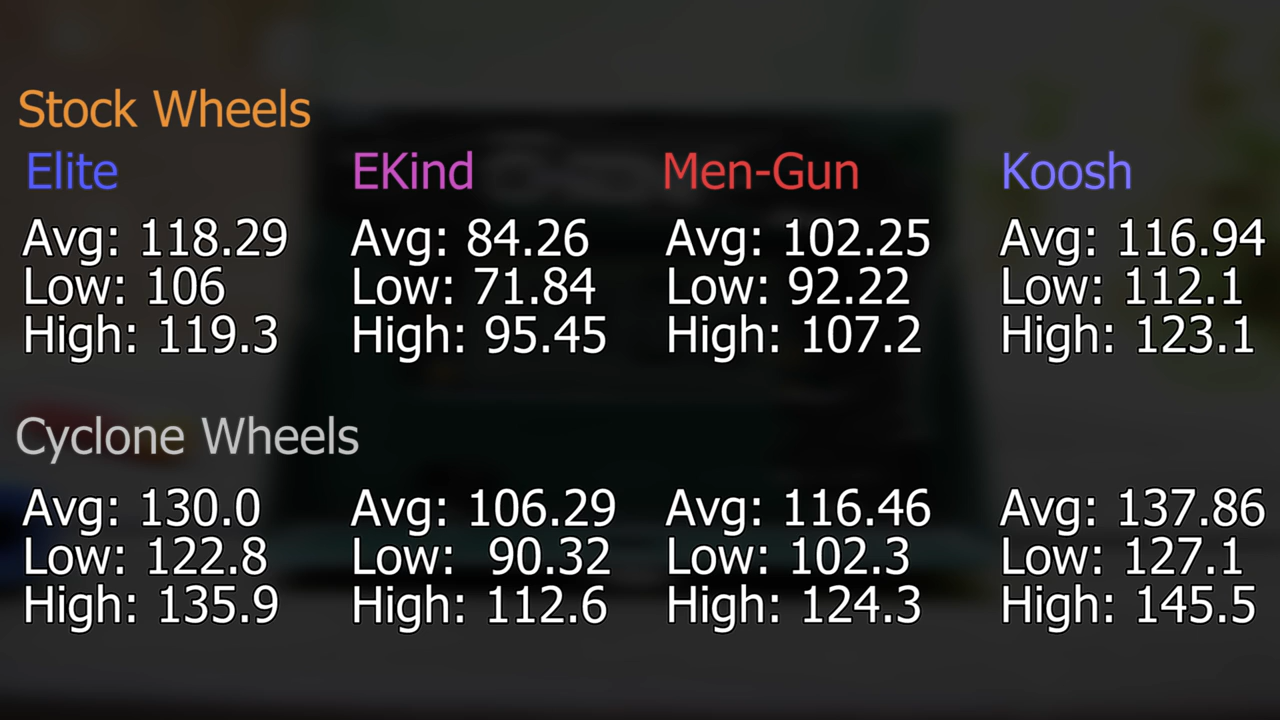 Stock Wheels
Elite EKind Men-Gun Koosh
Avg: 118.29 Avg: 84.26 Avg: 102.25 Avg: 116.94
Low: 106 Low: 71.84 Low: 92.22 Low: 112.1
High: 119.3 High: 95.45 High: 107.2 High: 123.1
Cyclone Wheels
Avg: 130.0 Avg: 106.29 Avg: 116.46 Avg: 137.86
Low: 122.8 Low: 90.32 Low: 102.3 Low: 127.1
High: 135.9 High: 112.6 High: 124.3 High: 145.5